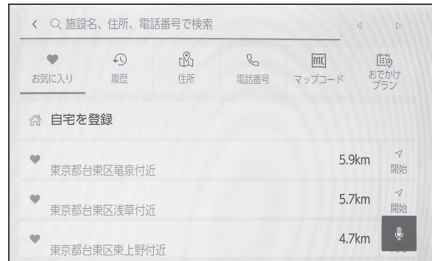 施設名、住所、電話番号で検索
お気に入り 履歴 住所 電話番号 マップコード おでかけプラン
自宅を登録
東京都台東区竜泉付近 5.9km 開始
東京都台東区浅草付近 5.7km 開始
東京都台東区東上野付近 4.7km